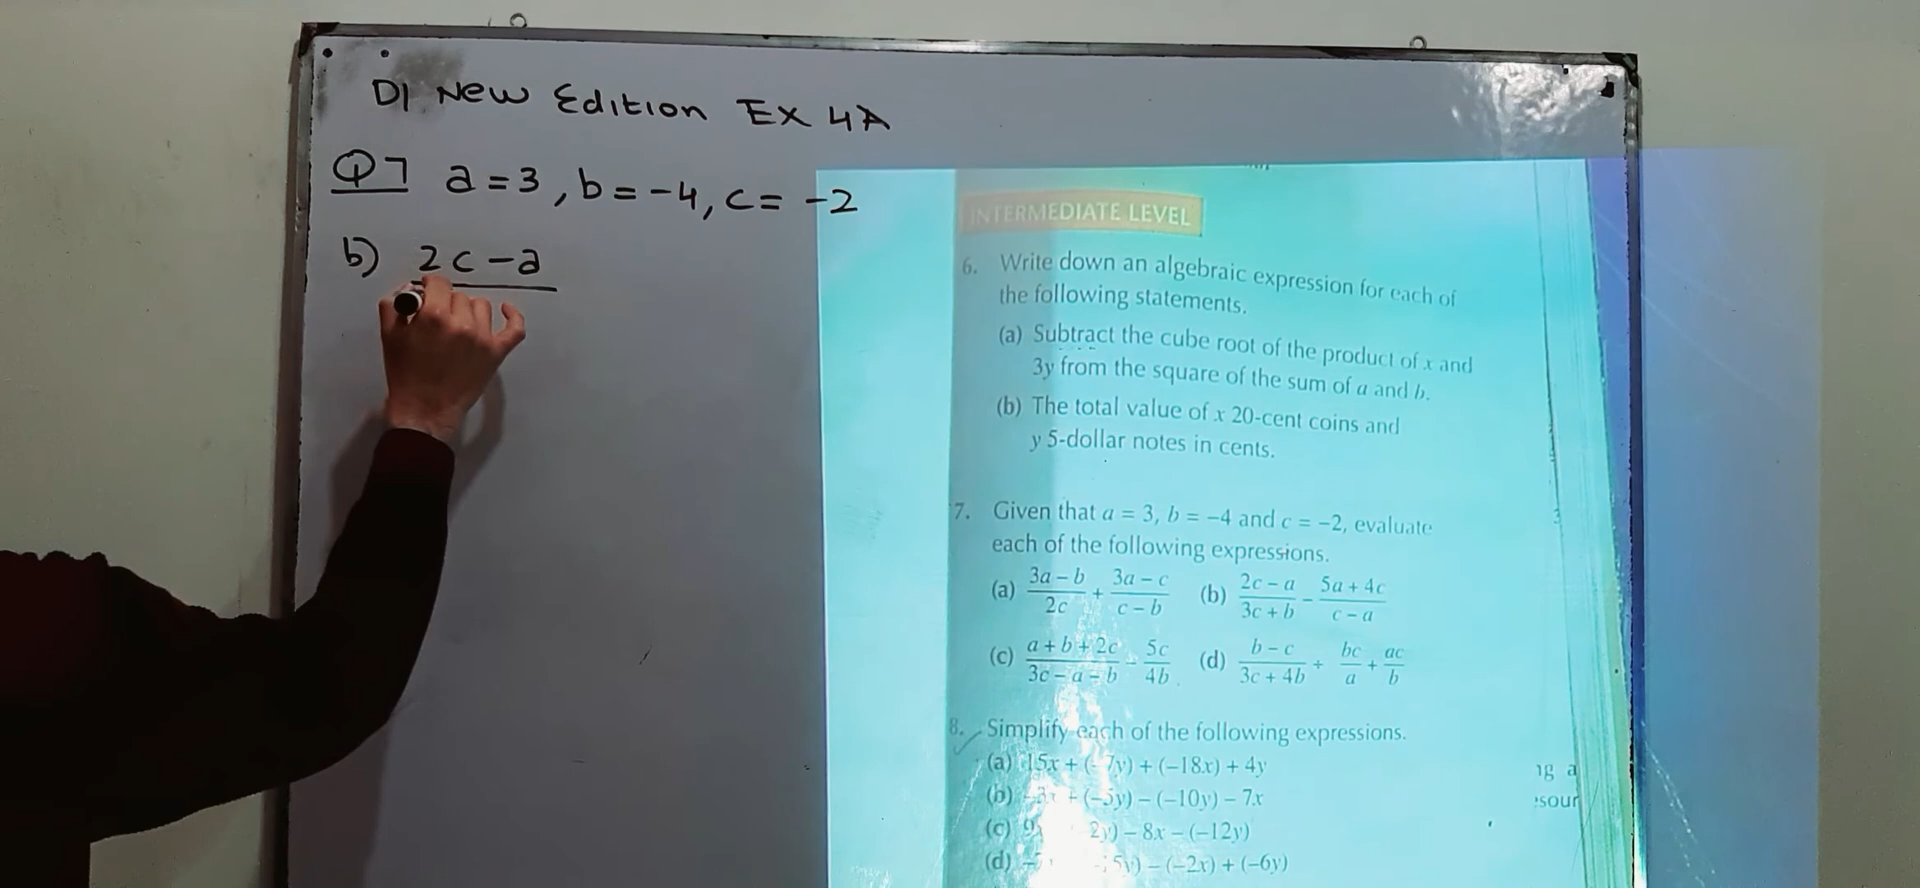 D1 New Edition EX 4A
Q7 a = 3, b = -4, c = -2
b) 2c - a
INTERMEDIATE LEVEL
6. Write down an algebraic expression for each of
the following statements.
(a) Subtract the cube root of the product of x and
3y from the square of the sum of a and b.
(b) The total value of x 20-cent coins and
y 5-dollar notes in cents.
7. Given that a = 3, b = −4 and c = −2, evaluate
each of the following expressions.
(a) (3a − b)/(2c) + (3a − c)/(c − b) (b) (2c − a)/(3c + b) − (5a + 4c)/(c − a)
(c) (a + b + 2c)/(3c − a − b) − 5c/4b (d) (b − c)/(3c + 4b) + bc/a + ac/b
8. Simplify each of the following expressions.
(a) 15x + (−7y) + (−18x) + 4y
(b) −3x + (−5y) − (−10y) − 7x
(c) 9x 2y) − 8x − (−12y)
(d) 5y) − (−2x) + (−6y)
ng a
sour